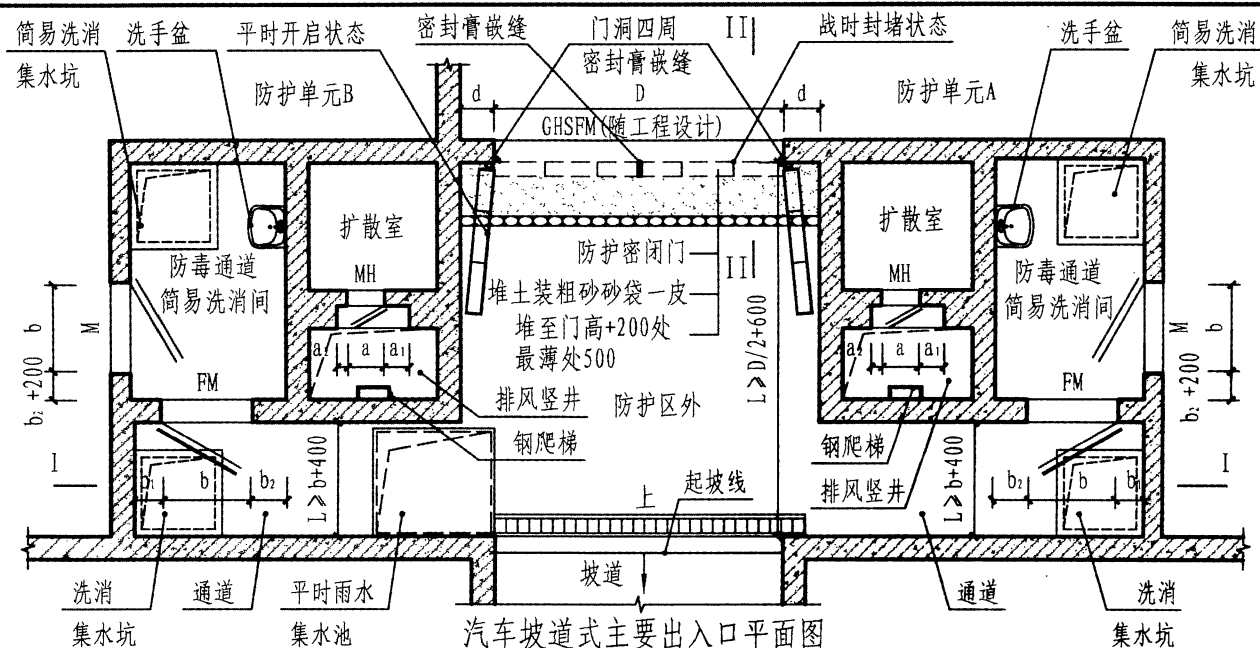 简易洗消 洗手盆 平时开启状态 密封膏嵌缝 门洞四周 II 战时封堵状态 洗手盆 简易洗消
集水坑 密封膏嵌缝 集水坑
防护单元B d D d 防护单元A
GHSFM(随工程设计)
扩散室 扩散室
防毒通道 MH 防护密闭门 II MH 防毒通道
简易洗消间 堆土装粗砂砂袋一皮 简易洗消间
堆至门高+200处
最薄处500
b M a₂ a a₁ L≥D/2+600 a₂ a a₁ M b
b₂+200 FM 排风竖井 防护区外 FM b₂+200
钢爬梯 钢爬梯
I L≥b+400 排风竖井 L≥b+400 I
b₁ b b₂ 上 起坡线 b₂ b b₁
坡道
洗消 通道 平时雨水 通道 洗消
集水坑 集水池 集水坑
汽车坡道式主要出入口平面图